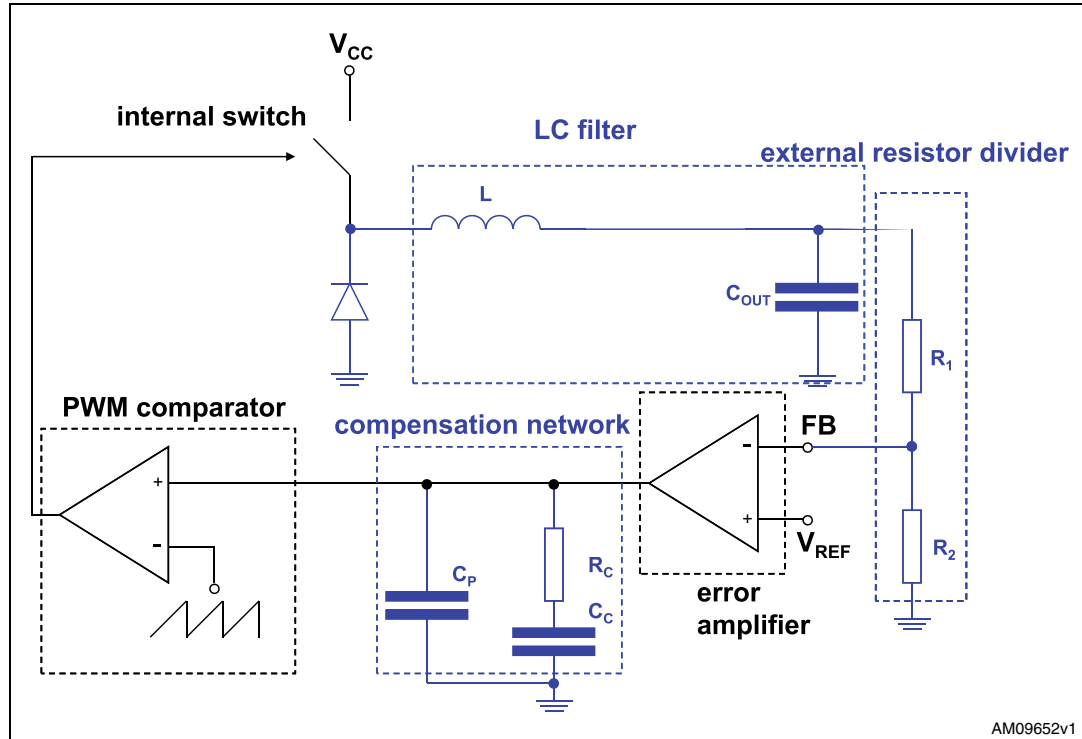 VCC
internal switch
LC filter
external resistor divider
L
COUT
R1
PWM comparator
compensation network
FB
-
+
+
-
VREF
R2
CP
RC
CC
error
amplifier
AM09652v1